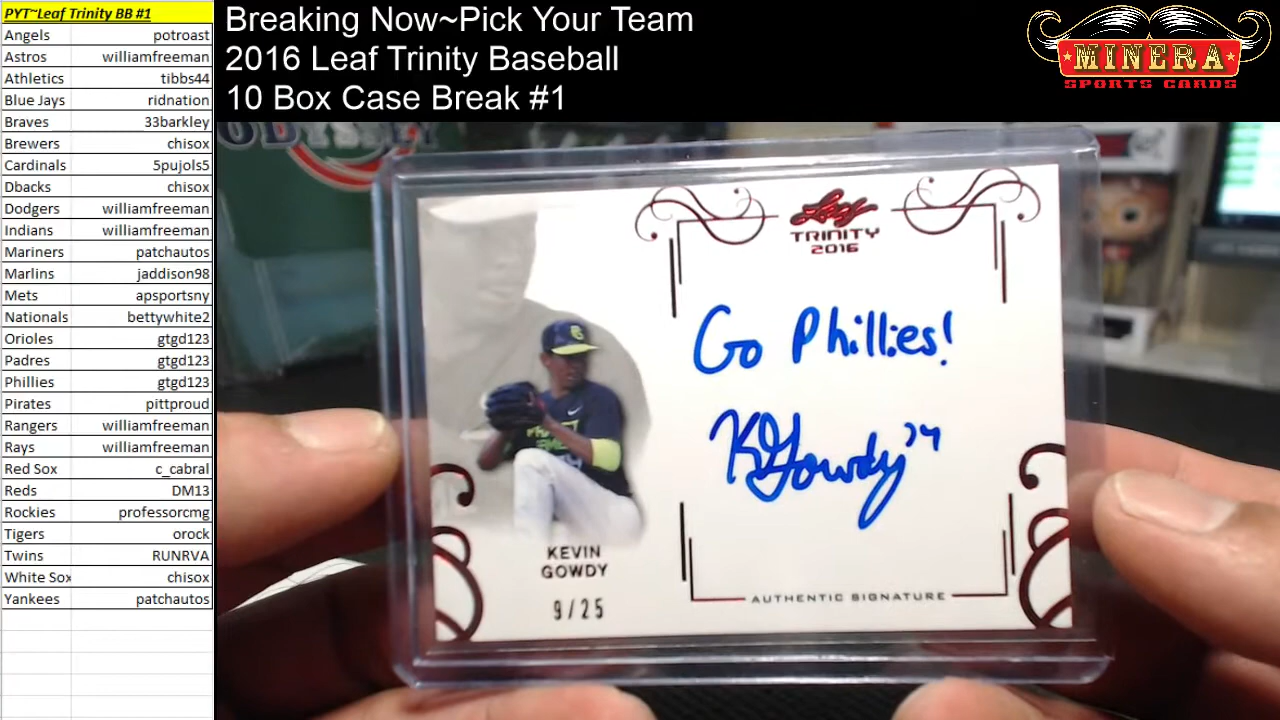 PYT~Leaf Trinity BB #1
Angels potroast
Astros williamfreeman
Athletics tibbs44
Blue Jays ridnation
Braves 33barkley
Brewers chisox
Cardinals 5pujols5
Dbacks chisox
Dodgers williamfreeman
Indians williamfreeman
Mariners patchautos
Marlins jaddison98
Mets apsportsny
Nationals bettywhite2
Orioles gtgd123
Padres gtgd123
Phillies gtgd123
Pirates pittproud
Rangers williamfreeman
Rays williamfreeman
Red Sox c_cabral
Reds DM13
Rockies professorcmg
Tigers orock
Twins RUNRVA
White Sox chisox
Yankees patchautos
Breaking Now~Pick Your Team
2016 Leaf Trinity Baseball
10 Box Case Break #1
MINERA
SPORTS CARDS
Leaf
TRINITY
2016
Go Phillies!
KGowdy '34
KEVIN
GOWDY
9/25
AUTHENTIC SIGNATURE